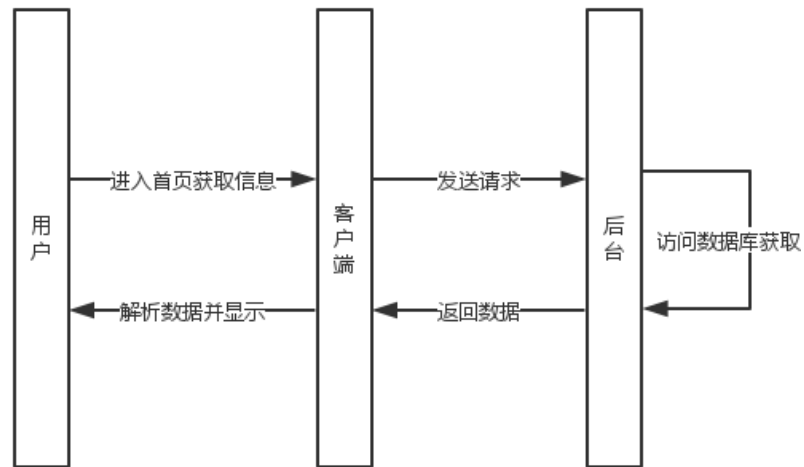 进入首页获取信息
发送请求
用户
客户端
后台
访问数据库获取
解析数据并显示
返回数据